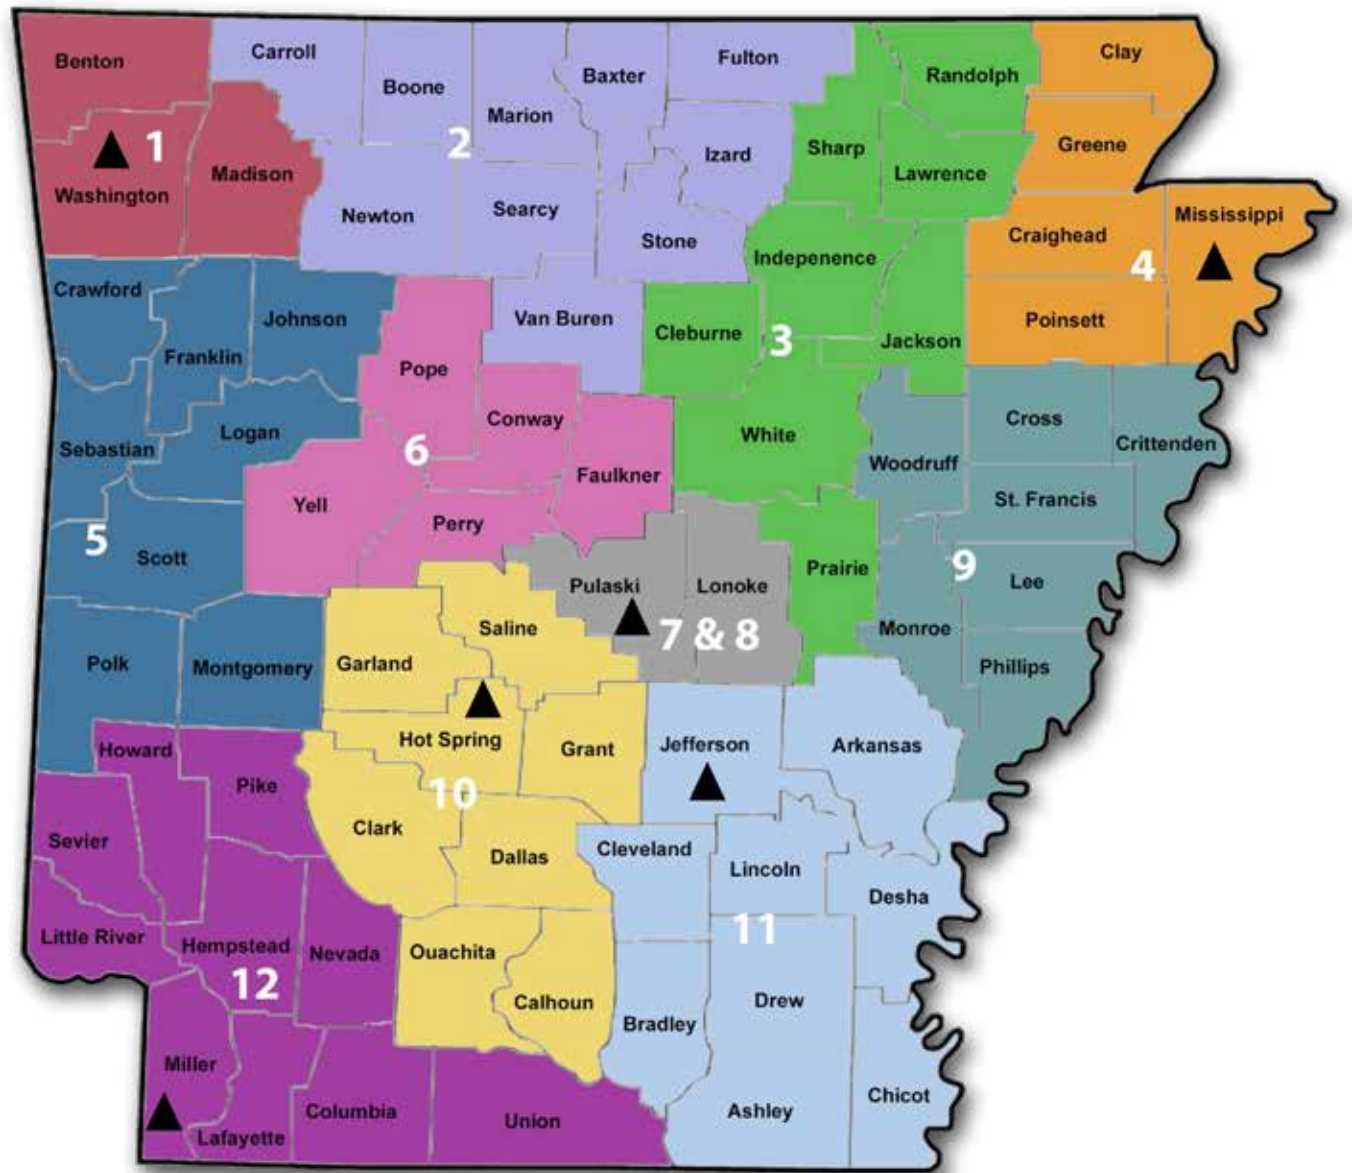 Benton
Carroll
Boone
Marion
Baxter
Fulton
Randolph
Clay
1
Washington
Madison
2
Newton
Searcy
Izard
Stone
Sharp
Lawrence
Greene
Craighead
Mississippi
4
Poinsett
Indepenence
Crawford
Franklin
Johnson
Van Buren
Cleburne
3
Jackson
Pope
Conway
Faulkner
White
Woodruff
Cross
Crittenden
Sebastian
Logan
6
Yell
Perry
St. Francis
5
Scott
Pulaski
Lonoke
7 & 8
Prairie
9
Lee
Monroe
Phillips
Polk
Montgomery
Garland
Saline
Hot Spring
Grant
Jefferson
Arkansas
Howard
Pike
10
Clark
Dallas
Cleveland
Lincoln
Desha
Sevier
Little River
Hempstead
12
Nevada
Ouachita
Calhoun
11
Bradley
Drew
Miller
Lafayette
Columbia
Union
Ashley
Chicot